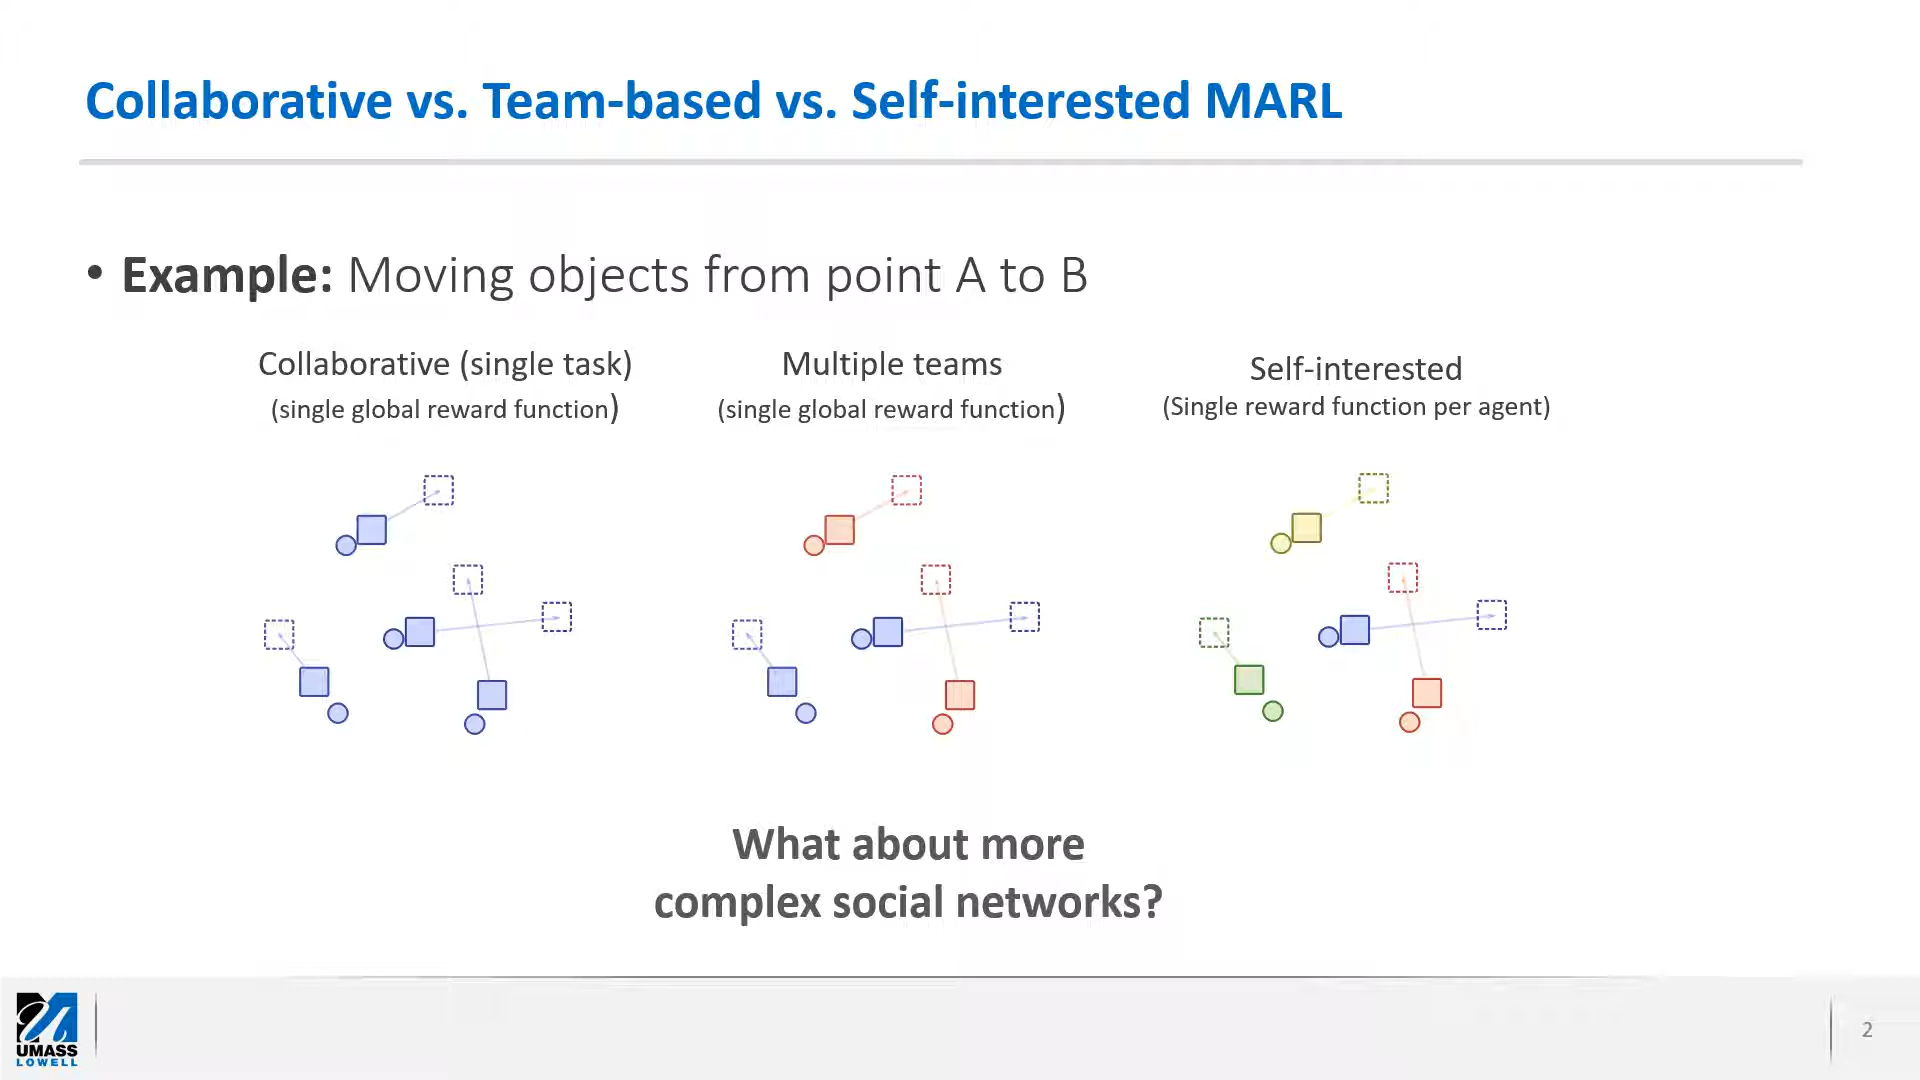 Collaborative vs. Team-based vs. Self-interested MARL
• Example: Moving objects from point A to B
Collaborative (single task)
(single global reward function)
Multiple teams
(single global reward function)
Self-interested
(Single reward function per agent)
What about more
complex social networks?
UMASS
LOWELL
2